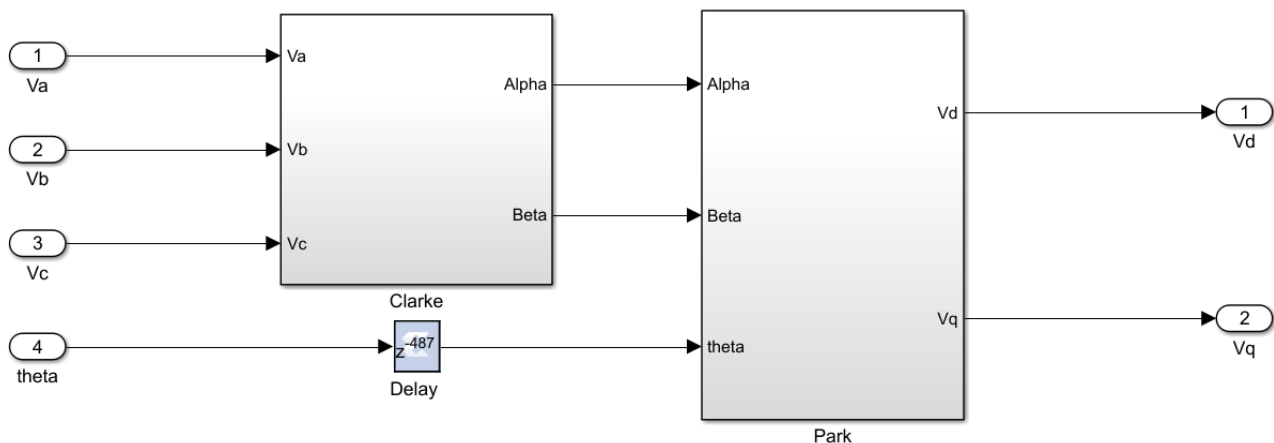 1
Va
2
Vb
3
Vc
4
theta
Va
Vb
Vc
Alpha
Beta
Clarke
z-487
Delay
Alpha
Beta
theta
Vd
Vq
Park
1
Vd
2
Vq